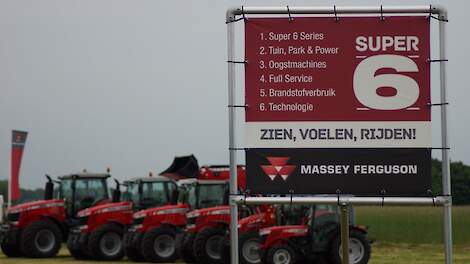 1. Super 6 Series
2. Tuin, Park & Power
3. Oogstmachines
4. Full Service
5. Brandstofverbruik
6. Technologie
SUPER
6
ZIEN, VOELEN, RIJDEN!
MASSEY FERGUSON